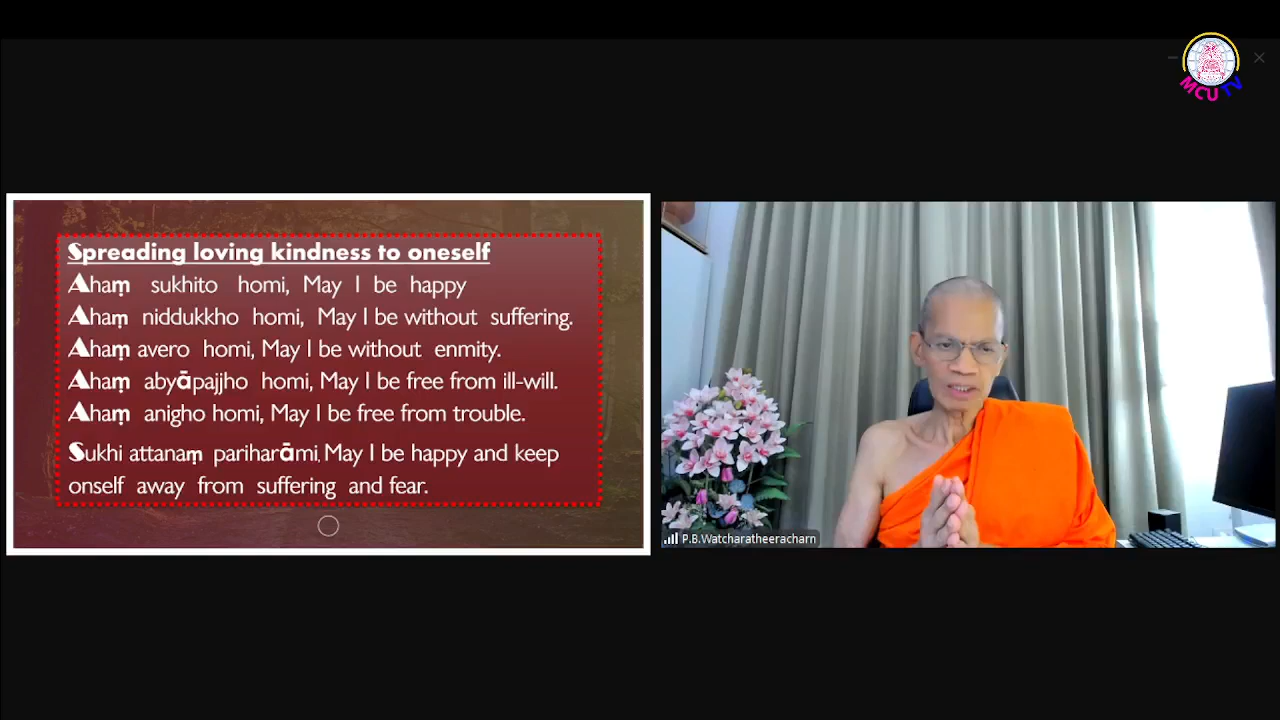 MCU TV
Spreading loving kindness to oneself
Ahaṃ sukhito homi, May I be happy
Ahaṃ niddukkho homi, May I be without suffering.
Ahaṃ avero homi, May I be without enmity.
Ahaṃ abyāpajjho homi, May I be free from ill-will.
Ahaṃ anigho homi, May I be free from trouble.
Sukhi attanaṃ pariharāmi, May I be happy and keep
onself away from suffering and fear.
P.B.Watcharatheeracharn